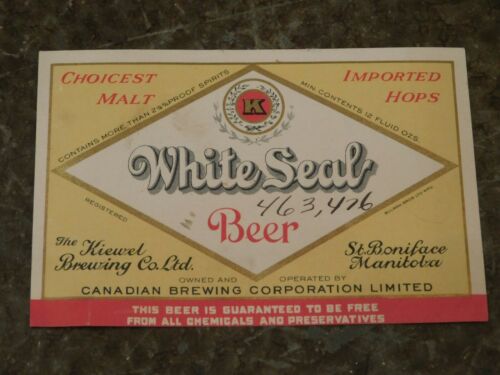 CHOICEST
MALT
IMPORTED
HOPS
CONTAINS MORE THAN 2½% PROOF SPIRITS
MIN. CONTENTS 12 FLUID OZS.
K
White Seal
463,476
Beer
REGISTERED
The Kiewel
Brewing Co. Ltd.
St. Boniface
Manitoba
OWNED AND OPERATED BY
CANADIAN BREWING CORPORATION LIMITED
THIS BEER IS GUARANTEED TO BE FREE
FROM ALL CHEMICALS AND PRESERVATIVES